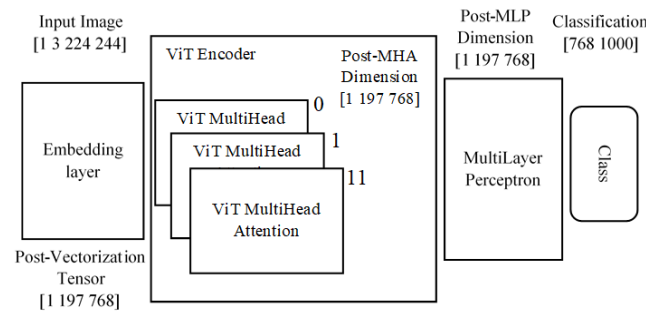 Input Image
[1 3 224 244]
Embedding
layer
Post-Vectorization
Tensor
[1 197 768]
ViT Encoder
Post-MHA
Dimension
[1 197 768]
ViT MultiHead
0
ViT MultiHead
1
ViT MultiHead
Attention
11
Post-MLP
Dimension
[1 197 768]
MultiLayer
Perceptron
Classification
[768 1000]
Class